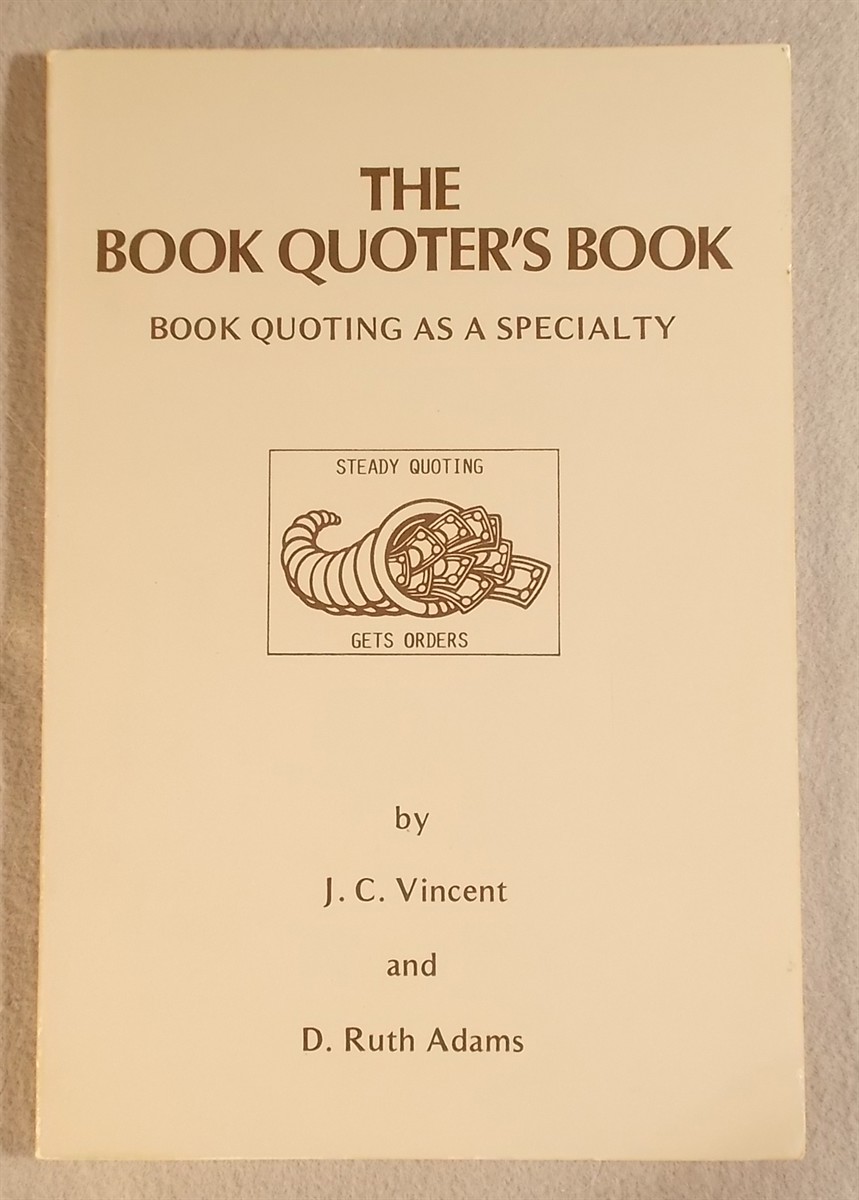 THE
BOOK QUOTER'S BOOK
BOOK QUOTING AS A SPECIALTY
STEADY QUOTING
GETS ORDERS
by
J. C. Vincent
and
D. Ruth Adams